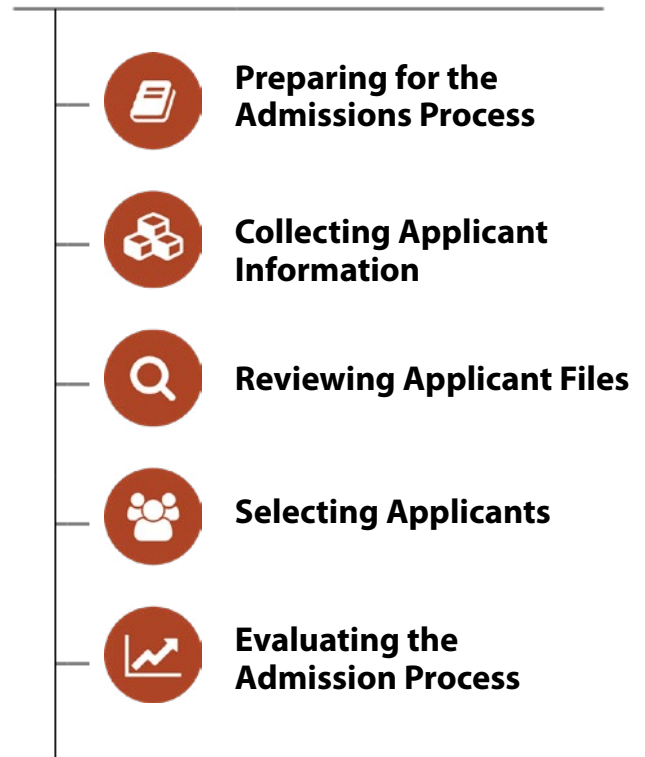 Preparing for the
Admissions Process
Collecting Applicant
Information
Reviewing Applicant Files
Selecting Applicants
Evaluating the
Admission Process